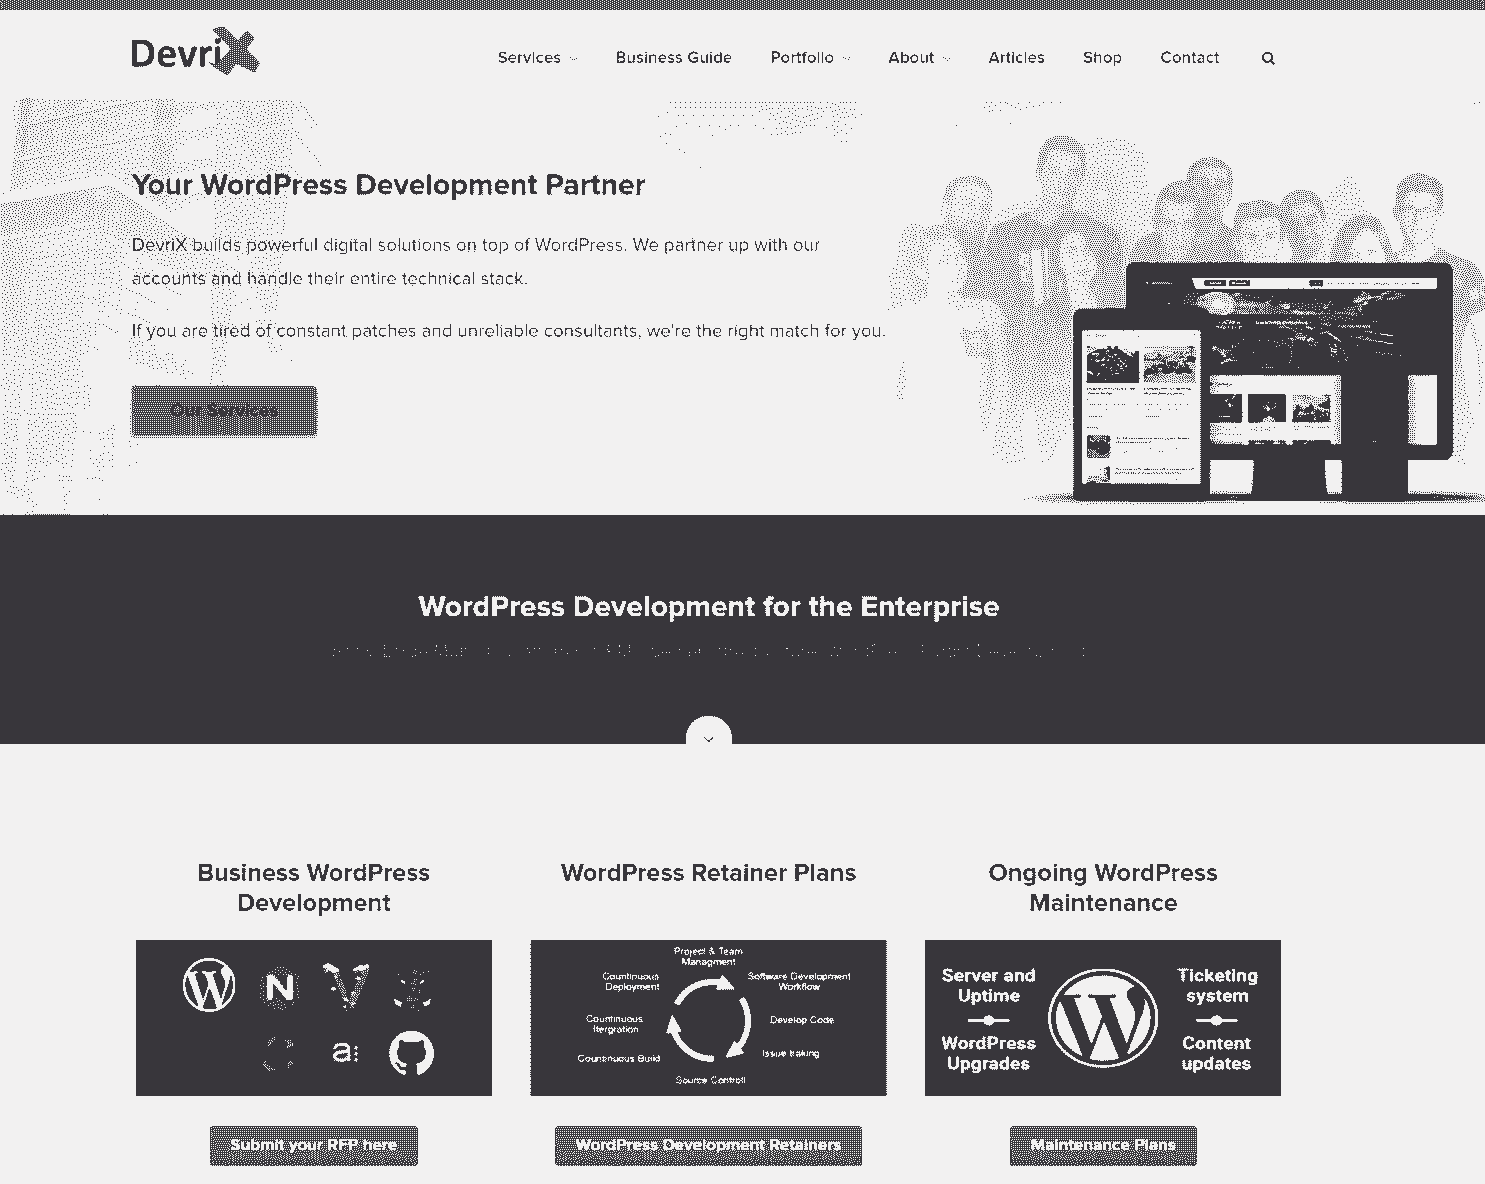 DevriX
Services Business Guide Portfolio About Articles Shop Contact
Your WordPress Development Partner
DevriX builds powerful digital solutions on top of WordPress. We partner up with our
accounts and handle their entire technical stack.
If you are tired of constant patches and unreliable consultants, we're the right match for you.
Our Services
WordPress Development for the Enterprise
Business WordPress
Development
N
a:
Submit your RFP here
WordPress Retainer Plans
Project & Team
Managment
Countinuous
Deployment
Software Development
Workflow
Countinuous
Itergration
Develop Code
Countinuous Build
Issue traking
Source Controll
WordPress Development Retainers
Ongoing WordPress
Maintenance
Server and
Uptime
WordPress
Upgrades
Ticketing
system
Content
updates
Maintenance Plans